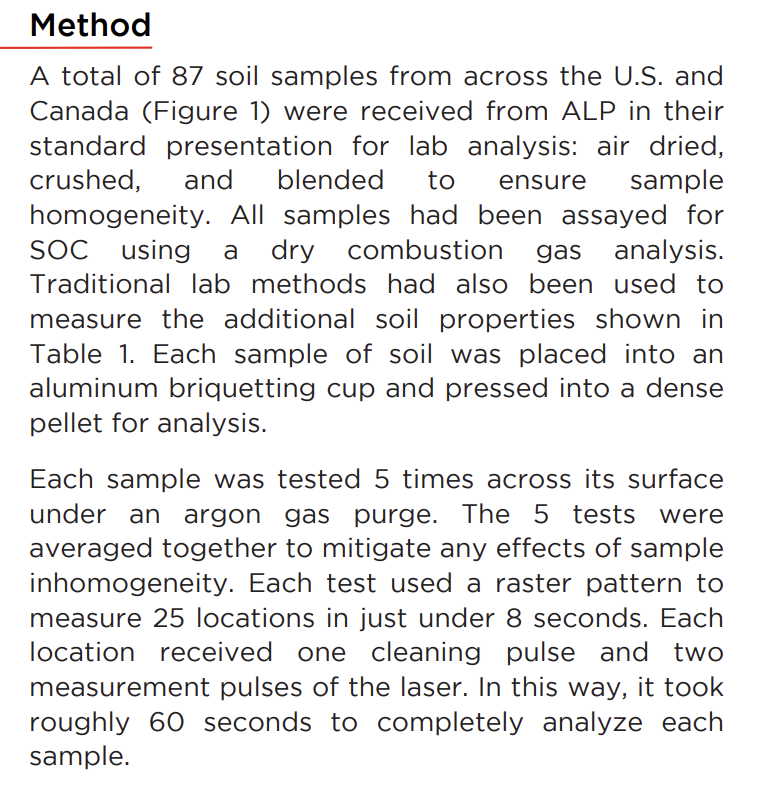 Method
A total of 87 soil samples from across the U.S. and
Canada (Figure 1) were received from ALP in their
standard presentation for lab analysis: air dried,
crushed, and blended to ensure sample
homogeneity. All samples had been assayed for
SOC using a dry combustion gas analysis.
Traditional lab methods had also been used to
measure the additional soil properties shown in
Table 1. Each sample of soil was placed into an
aluminum briquetting cup and pressed into a dense
pellet for analysis.
Each sample was tested 5 times across its surface
under an argon gas purge. The 5 tests were
averaged together to mitigate any effects of sample
inhomogeneity. Each test used a raster pattern to
measure 25 locations in just under 8 seconds. Each
location received one cleaning pulse and two
measurement pulses of the laser. In this way, it took
roughly 60 seconds to completely analyze each
sample.